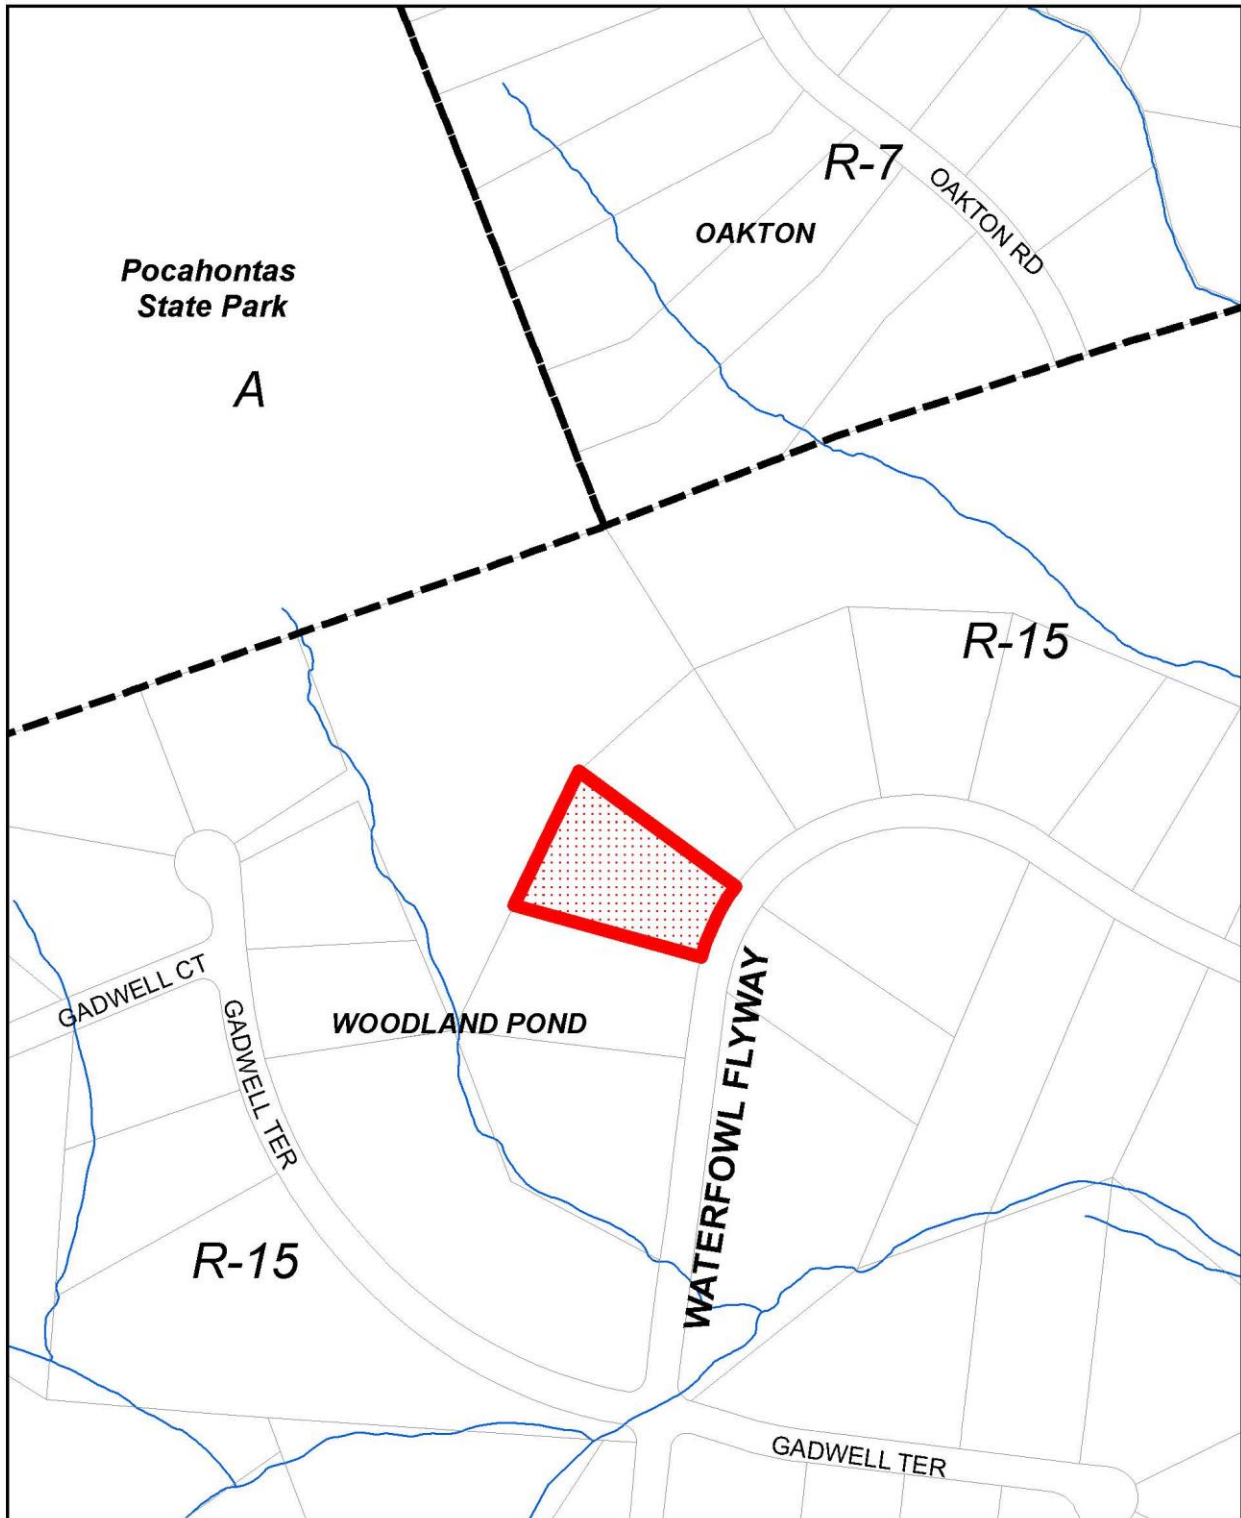 R-7
OAKTON RD
OAKTON
Pocahontas
State Park
A
R-15
GADWELL CT
WOODLAND POND
WATERFOWL FLYWAY
GADWELL TER
R-15
GADWELL TER